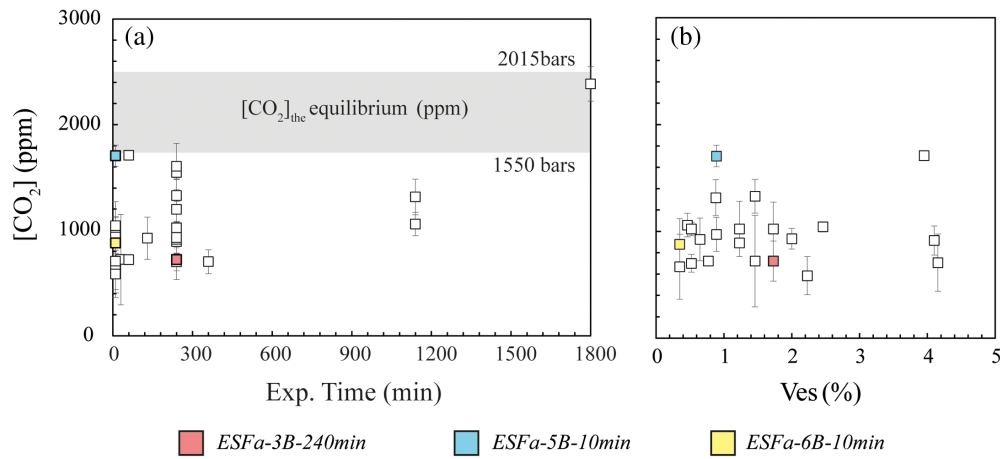 3000
(a)
(b)
2015bars
[CO₂]the equilibrium (ppm)
2000
1550 bars
[CO₂] (ppm)
1000
0
0 300 600 900 1200 1500 1800
0 1 2 3 4 5
Exp. Time (min)
Ves (%)
ESFa-3B-240min
ESFa-5B-10min
ESFa-6B-10min